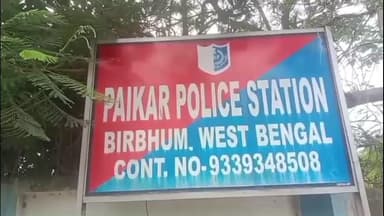 PAIKAR POLICE STATION
BIRBHUM. WEST BENGAL
CONT. NO-9339348508